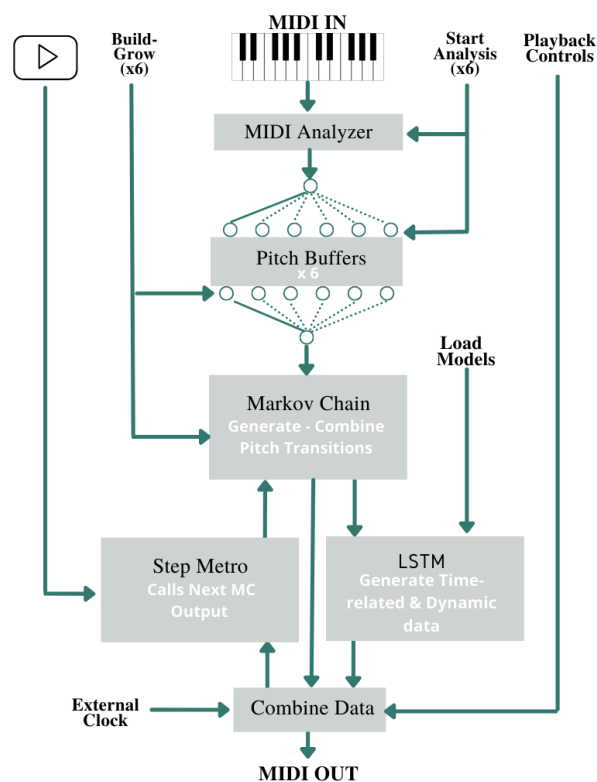 MIDI IN
Build-
Grow
(x6)
Start
Analysis
(x6)
Playback
Controls
MIDI Analyzer
Pitch Buffers
x 6
Load
Models
Markov Chain
Generate - Combine
Pitch Transitions
Step Metro
Calls Next MC
Output
LSTM
Generate Time-
related & Dynamic
data
External
Clock
Combine Data
MIDI OUT